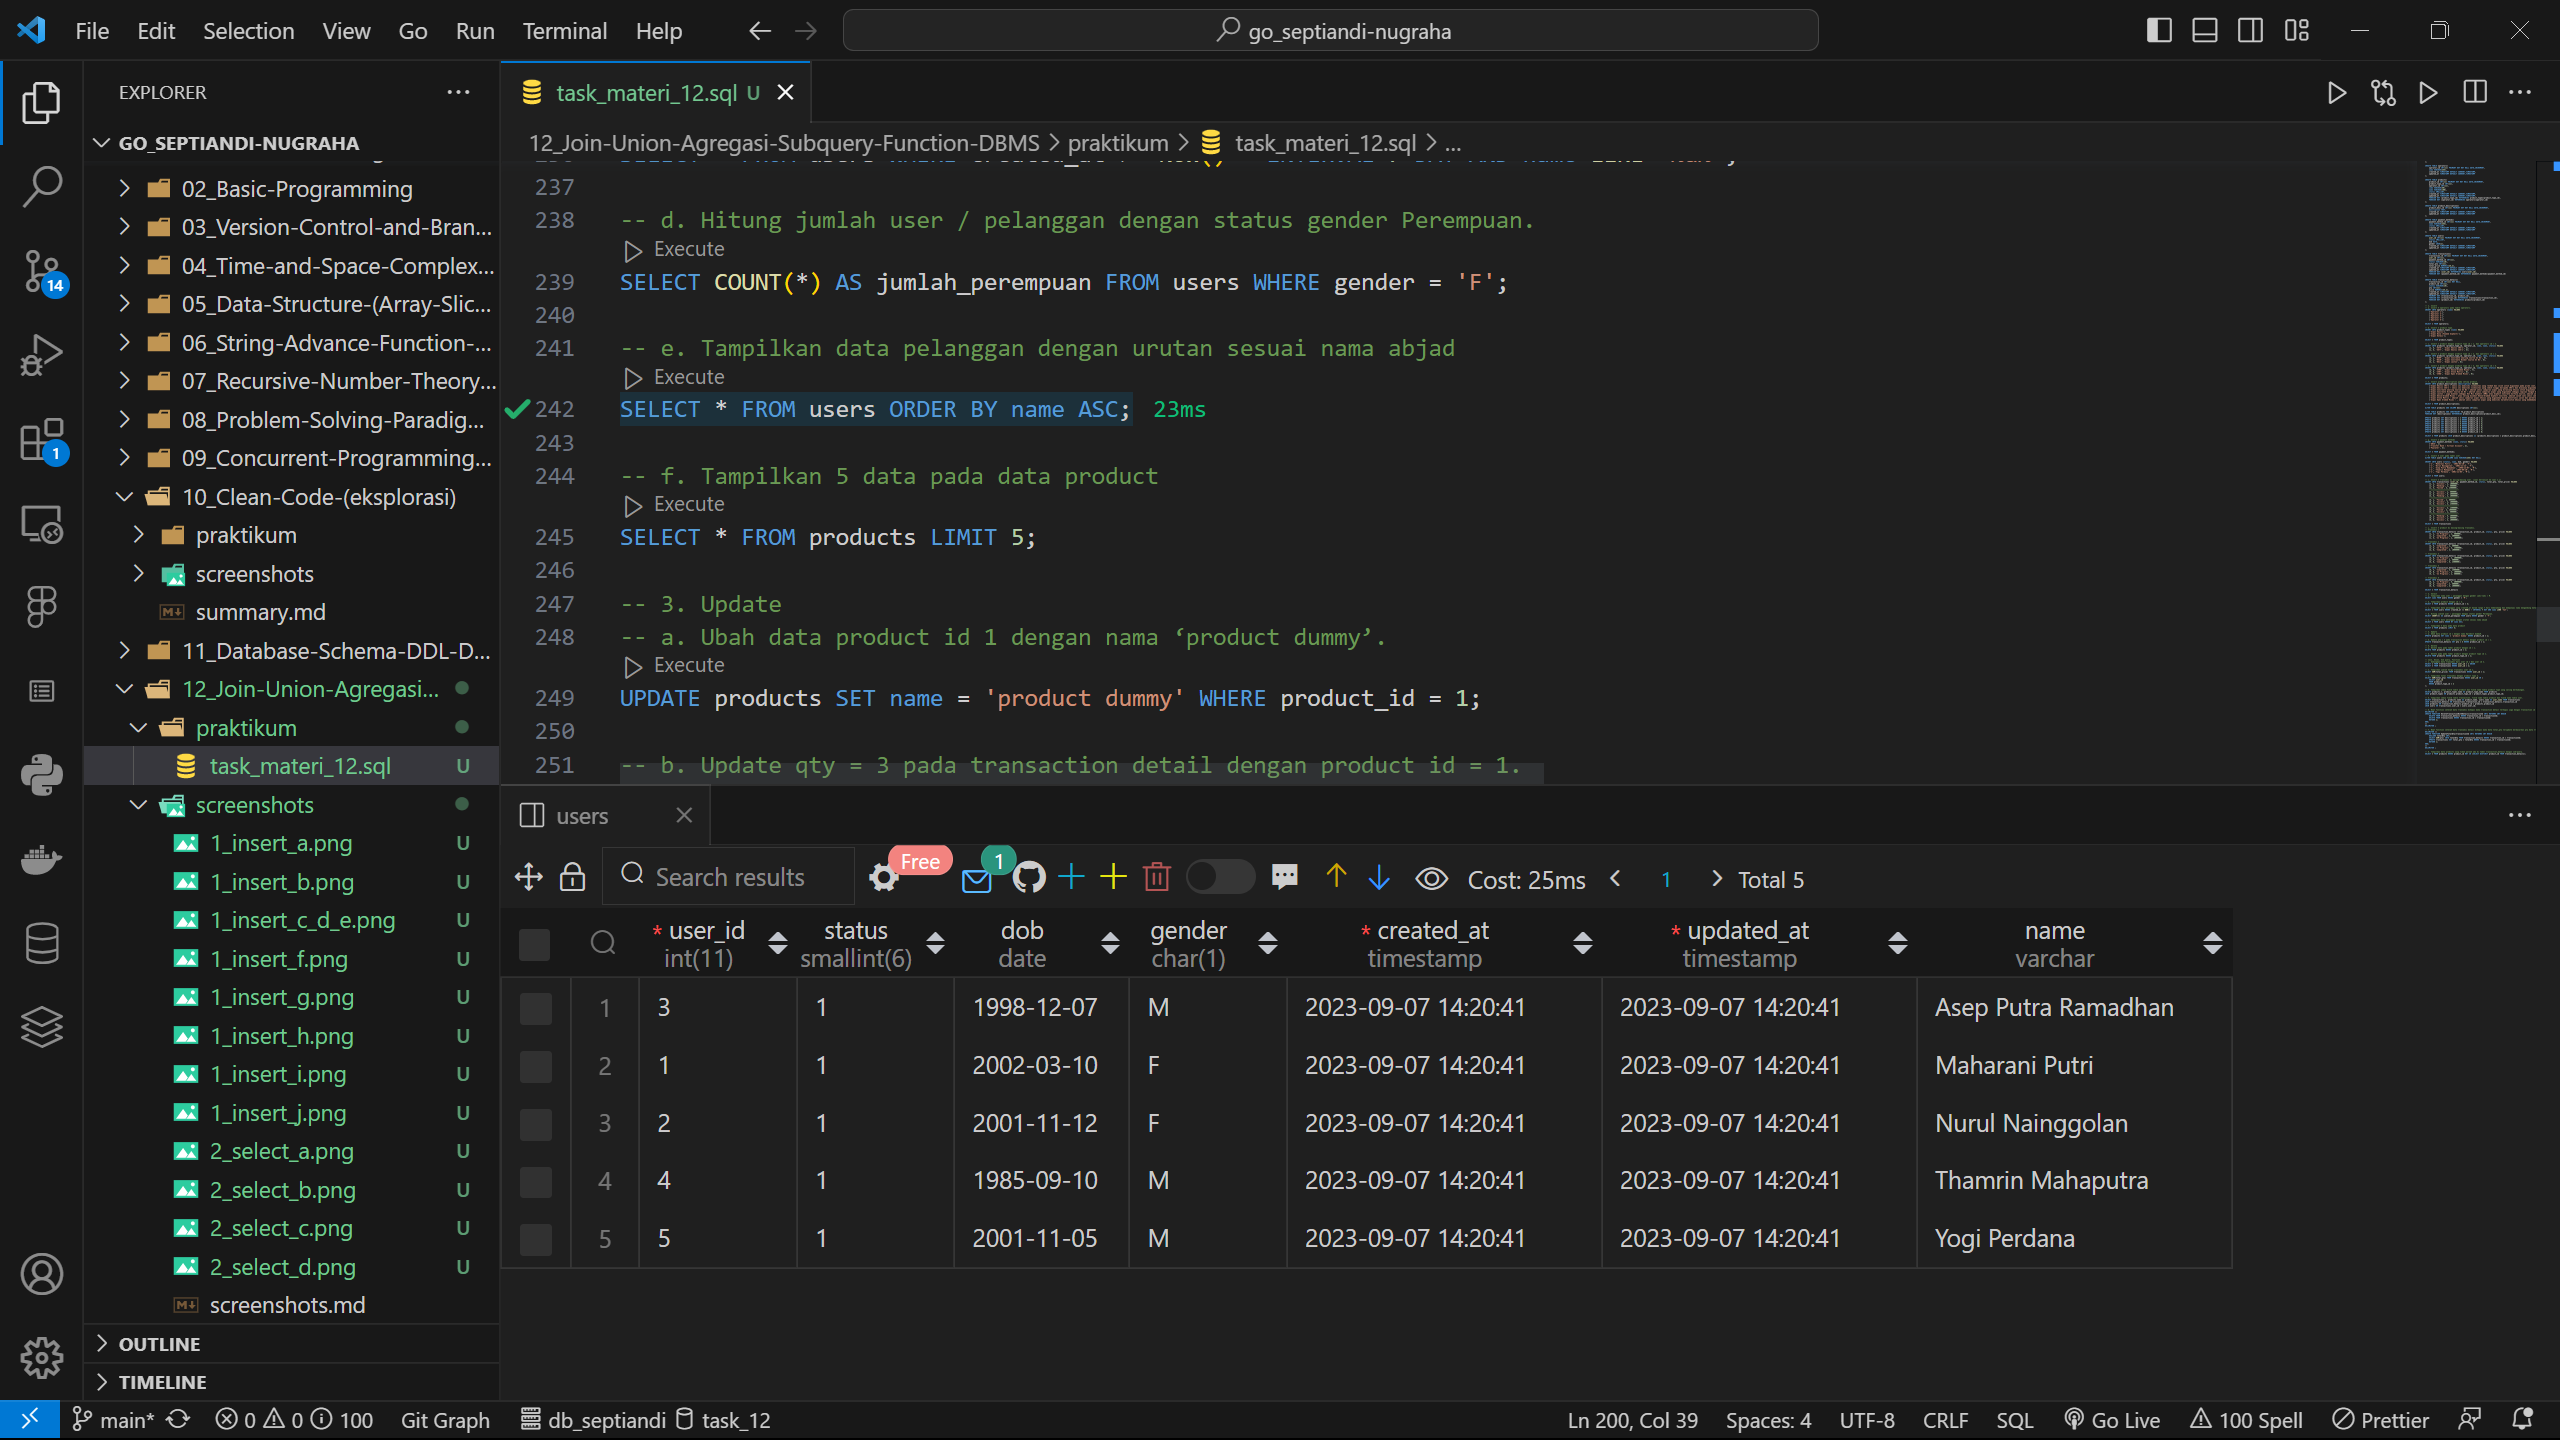 File Edit Selection View Go Run Terminal Help
go_septiandi-nugraha
EXPLORER
GO_SEPTIANDI-NUGRAHA
02_Basic-Programming
03_Version-Control-and-Bran...
04_Time-and-Space-Complex...
05_Data-Structure-(Array-Slic...
06_String-Advance-Function-...
07_Recursive-Number-Theory...
08_Problem-Solving-Paradig...
09_Concurrent-Programming...
10_Clean-Code-(eksplorasi)
praktikum
screenshots
summary.md
11_Database-Schema-DDL-D...
12_Join-Union-Agregasi...
praktikum
task_materi_12.sql U
screenshots
1_insert_a.png U
1_insert_b.png U
1_insert_c_d_e.png U
1_insert_f.png U
1_insert_g.png U
1_insert_h.png U
1_insert_i.png U
1_insert_j.png U
2_select_a.png U
2_select_b.png U
2_select_c.png U
2_select_d.png U
screenshots.md
OUTLINE
TIMELINE
14
1
task_materi_12.sql U
12_Join-Union-Agregasi-Subquery-Function-DBMS > praktikum > task_materi_12.sql > ...
237
238 -- d. Hitung jumlah user / pelanggan dengan status gender Perempuan.
Execute
239 SELECT COUNT(*) AS jumlah_perempuan FROM users WHERE gender = 'F';
240
241 -- e. Tampilkan data pelanggan dengan urutan sesuai nama abjad
Execute
242 SELECT * FROM users ORDER BY name ASC; 23ms
243
244 -- f. Tampilkan 5 data pada data product
Execute
245 SELECT * FROM products LIMIT 5;
246
247 -- 3. Update
248 -- a. Ubah data product id 1 dengan nama ‘product dummy’.
Execute
249 UPDATE products SET name = 'product dummy' WHERE product_id = 1;
250
251 -- b. Update qty = 3 pada transaction detail dengan product id = 1.
users
Search results Free 1 Cost: 25ms < 1 > Total 5
* user_id status dob gender * created_at * updated_at name
int(11) smallint(6) date char(1) timestamp timestamp varchar
1 3 1 1998-12-07 M 2023-09-07 14:20:41 2023-09-07 14:20:41 Asep Putra Ramadhan
2 1 1 2002-03-10 F 2023-09-07 14:20:41 2023-09-07 14:20:41 Maharani Putri
3 2 1 2001-11-12 F 2023-09-07 14:20:41 2023-09-07 14:20:41 Nurul Nainggolan
4 4 1 1985-09-10 M 2023-09-07 14:20:41 2023-09-07 14:20:41 Thamrin Mahaputra
5 5 1 2001-11-05 M 2023-09-07 14:20:41 2023-09-07 14:20:41 Yogi Perdana
main* 0 0 100 Git Graph db_septiandi task_12 Ln 200, Col 39 Spaces: 4 UTF-8 CRLF SQL Go Live 100 Spell Prettier